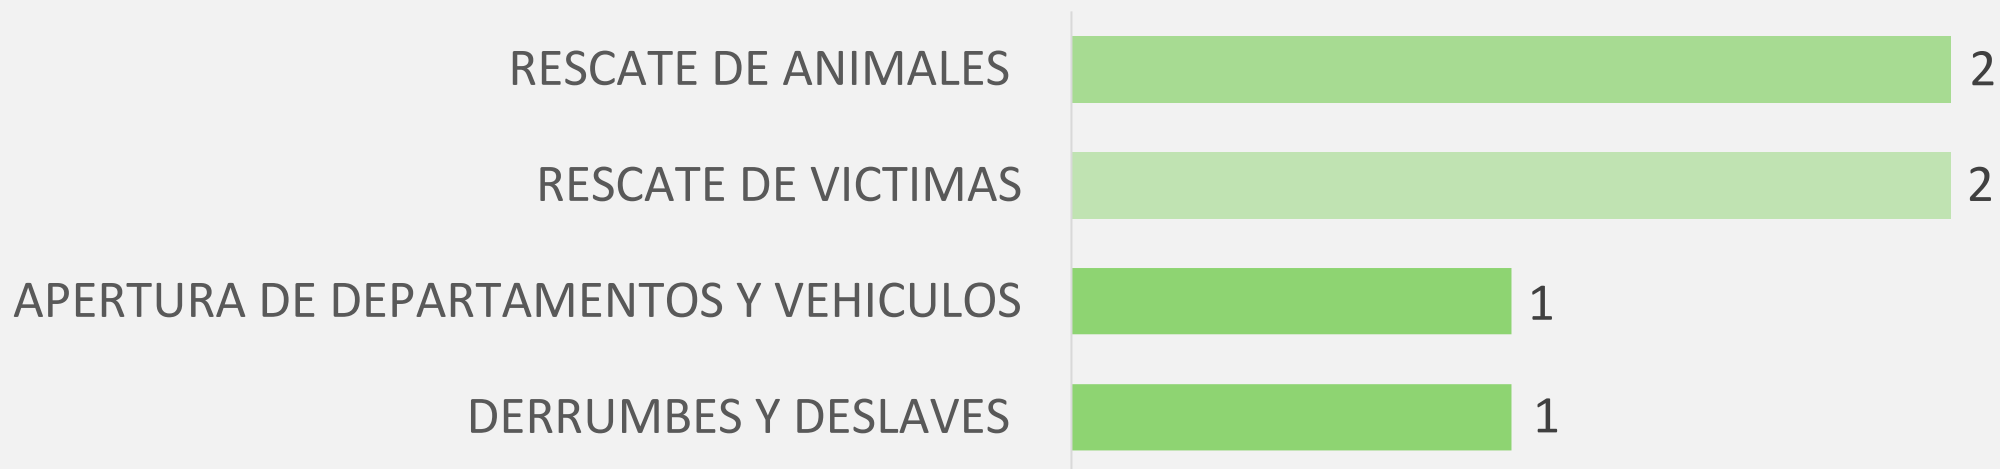 RESCATE DE ANIMALES 2
RESCATE DE VICTIMAS 2
APERTURA DE DEPARTAMENTOS Y VEHICULOS 1
DERRUMBES Y DESLAVES 1